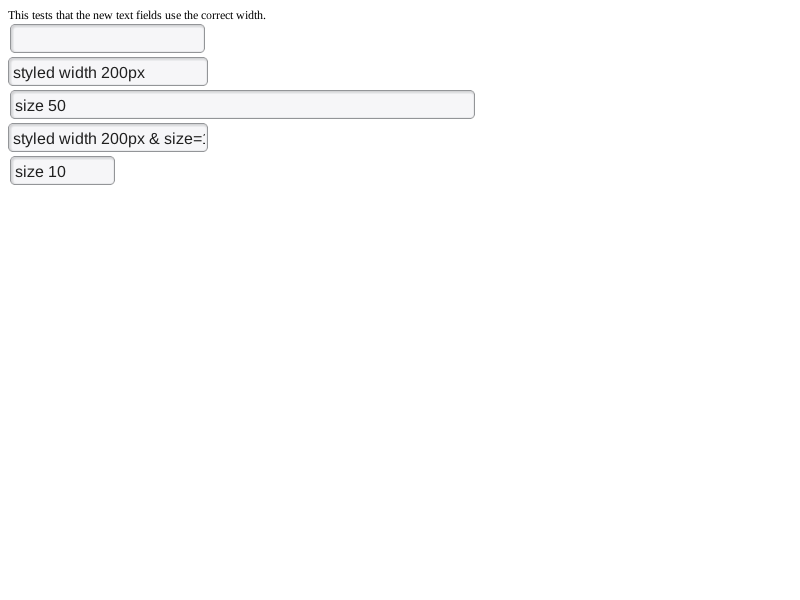 This tests that the new text fields use the correct width.
styled width 200px
size 50
styled width 200px & size=
size 10